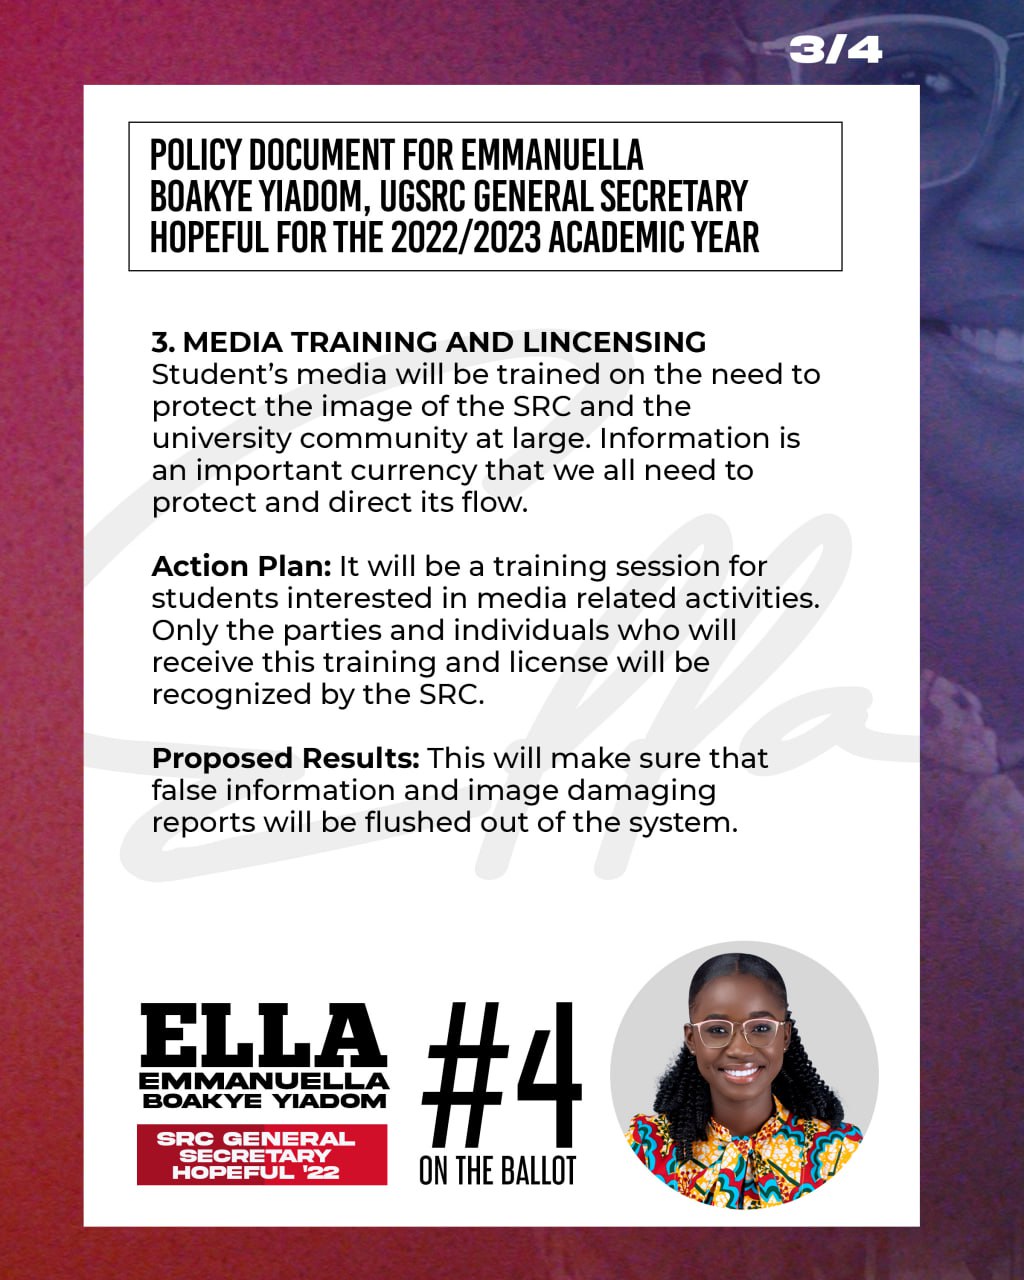 3/4
POLICY DOCUMENT FOR EMMANUELLA
BOAKYE YIADOM, UGSRC GENERAL SECRETARY
HOPEFUL FOR THE 2022/2023 ACADEMIC YEAR
3. MEDIA TRAINING AND LINCENSING
Student’s media will be trained on the need to
protect the image of the SRC and the
university community at large. Information is
an important currency that we all need to
protect and direct its flow.
Action Plan: It will be a training session for
students interested in media related activities.
Only the parties and individuals who will
receive this training and license will be
recognized by the SRC.
Proposed Results: This will make sure that
false information and image damaging
reports will be flushed out of the system.
Ella
ELLA
EMMANUELLA
BOAKYE YIADOM
SRC GENERAL
SECRETARY
HOPEFUL '22
#4
ON THE BALLOT